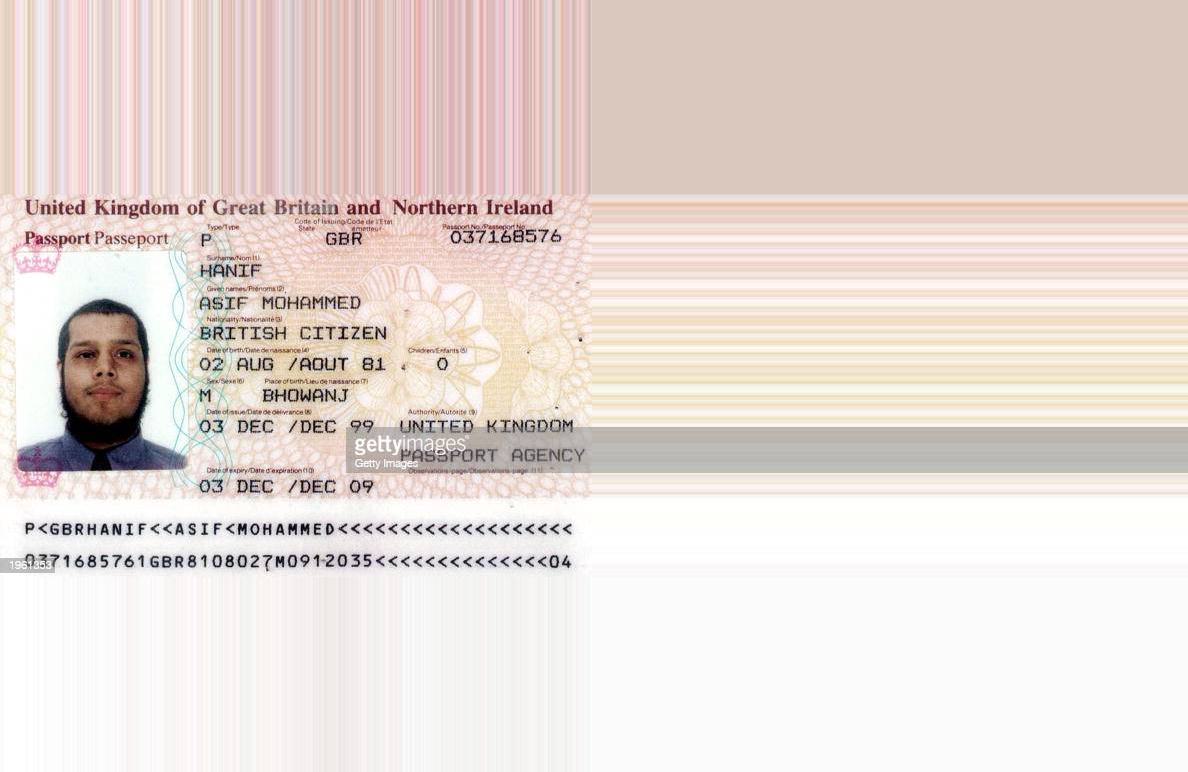 United Kingdom of Great Britain and Northern Ireland
Passport Passeport
Type/Type
P
Code of Issuing/Code de l'Etat
State émetteur
GBR
Passport No./Passeport No.
037168576
Surname/Nom (1)
HANIF
Given names/Prénoms (2)
ASIF MOHAMMED
Nationality/Nationalité (3)
BRITISH CITIZEN
Date of birth/Date de naissance (4)
02 AUG /AOUT 81
Children/Enfants (5)
0
Sex/Sexe (6)
M
Place of birth/Lieu de naissance (7)
BHOWANJ
Date of issue/Date de délivrance (8)
03 DEC /DEC 99
Authority/Autorité (9)
UNITED KINGDOM
PASSPORT AGENCY
gettyimages
Getty Images
Date of expiry/Date d'expiration (10)
03 DEC /DEC 09
Observations page/Observations page (11)
P<GBRHANIF<<ASIF<MOHAMMED<<<<<<<<<<<<<<<<<<<
0371685761GBR8108027M0912035<<<<<<<<<<<<<<04
1961353